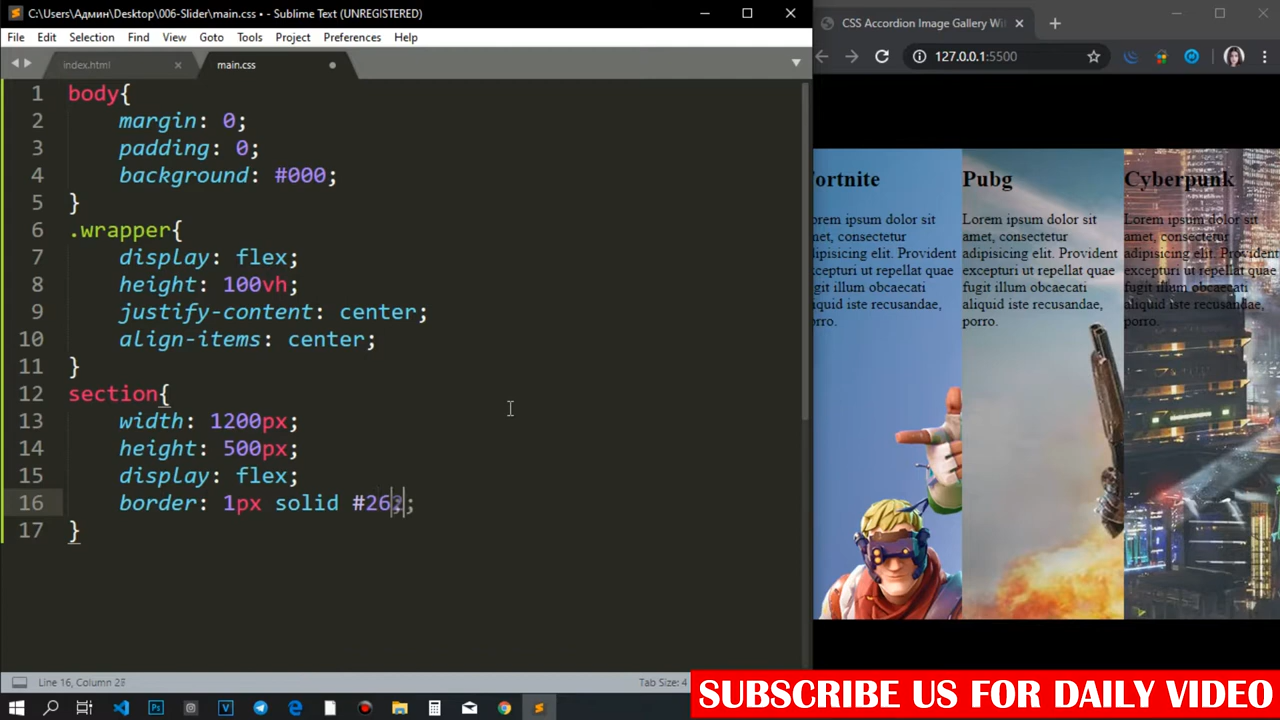 C:\Users\Админ\Desktop\006-Slider\main.css • - Sublime Text (UNREGISTERED)
File Edit Selection Find View Goto Tools Project Preferences Help
index.html
main.css
1 body{
2 margin: 0;
3 padding: 0;
4 background: #000;
5 }
6 .wrapper{
7 display: flex;
8 height: 100vh;
9 justify-content: center;
10 align-items: center;
11 }
12 section{
13 width: 1200px;
14 height: 500px;
15 display: flex;
16 border: 1px solid #262;
17 }
Line 16, Column
Tab Size: 4
CSS Accordion Image Gallery Wit
127.0.0.1:5500
ortnite
orem ipsum dolor sit
met, consectetur
dipisicing elit. Provident
xcepturi ut repellat quae
ugit illum obcaecati
liquid iste recusandae,
orro.
Pubg
Lorem ipsum dolor sit
amet, consectetur
adipisicing elit. Provident
excepturi ut repellat quae
fugit illum obcaecati
aliquid iste recusandae,
porro.
Cyberpunk
Lorem ipsum dolor sit
amet, consectetur
adipisicing elit. Provident
excepturi ut repellat quae
fugit illum obcaecati
aliquid iste recusandae,
porro.
SUBSCRIBE US FOR DAILY VIDEO